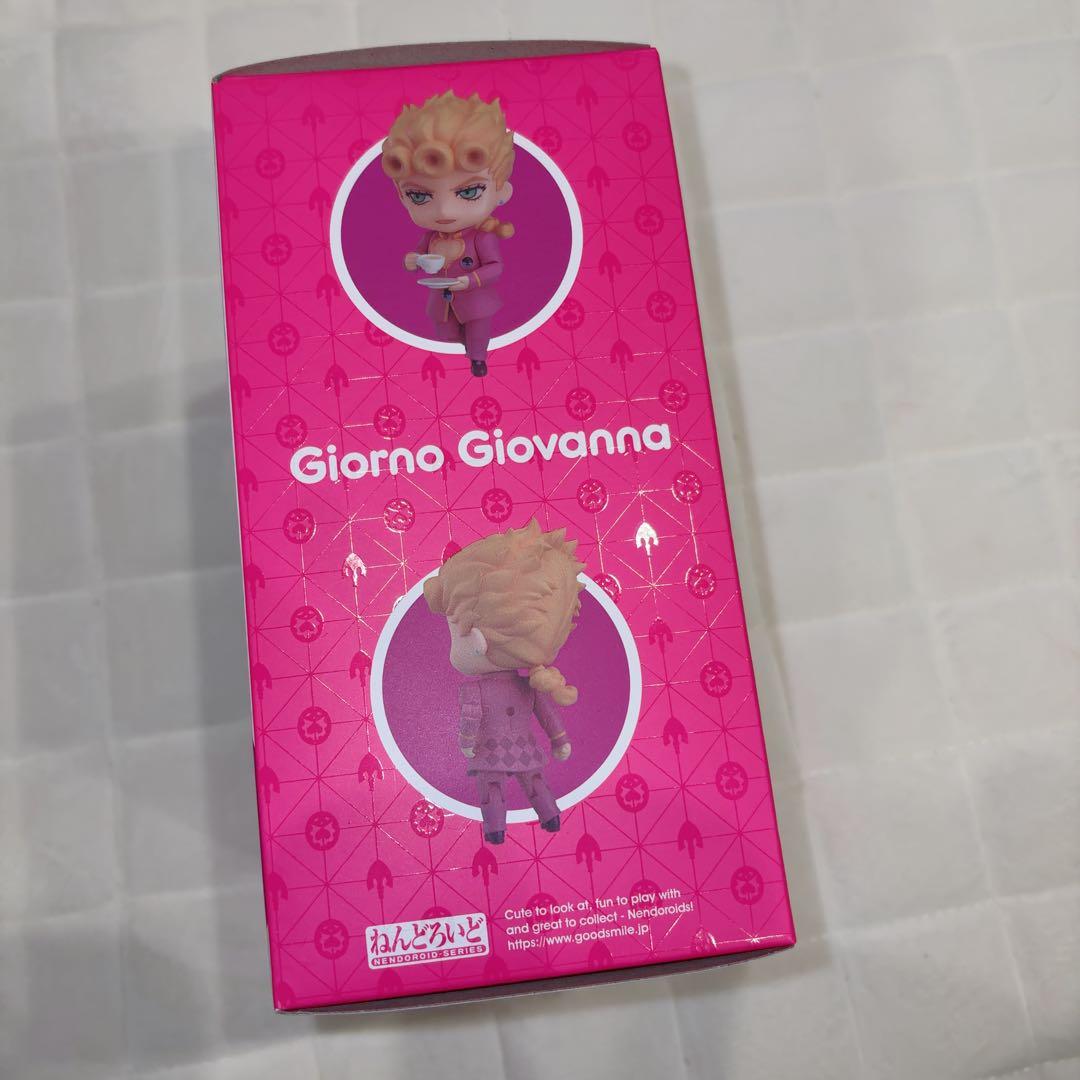 Giorno Giovanna
ねんどろいど
NENDOROID·SERIES
Cute to look at, fun to play with
and great to collect - Nendoroids!
https://www.goodsmile.jp